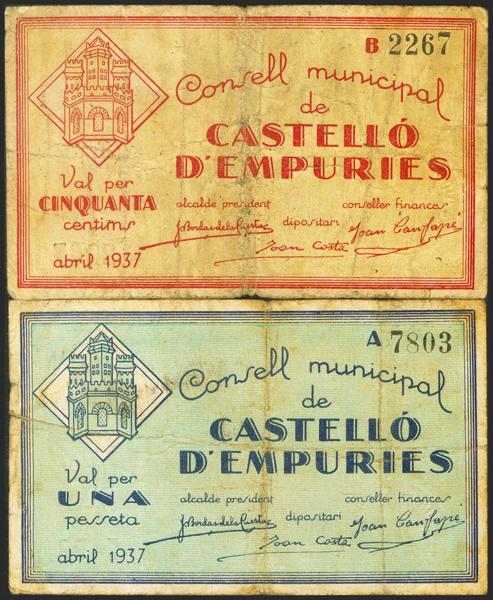 B 2267
Consell municipal
de
CASTELLÓ
D'EMPURIES
Val per
CINQUANTA
centims
abril 1937
alcalde president
conseller finances
dipositari
Joan Costa
A 7803
Consell municipal
de
CASTELLÓ
D'EMPURIES
Val per
UNA
pesseta
abril 1937
alcalde president
conseller finances
dipositari
Joan Costa